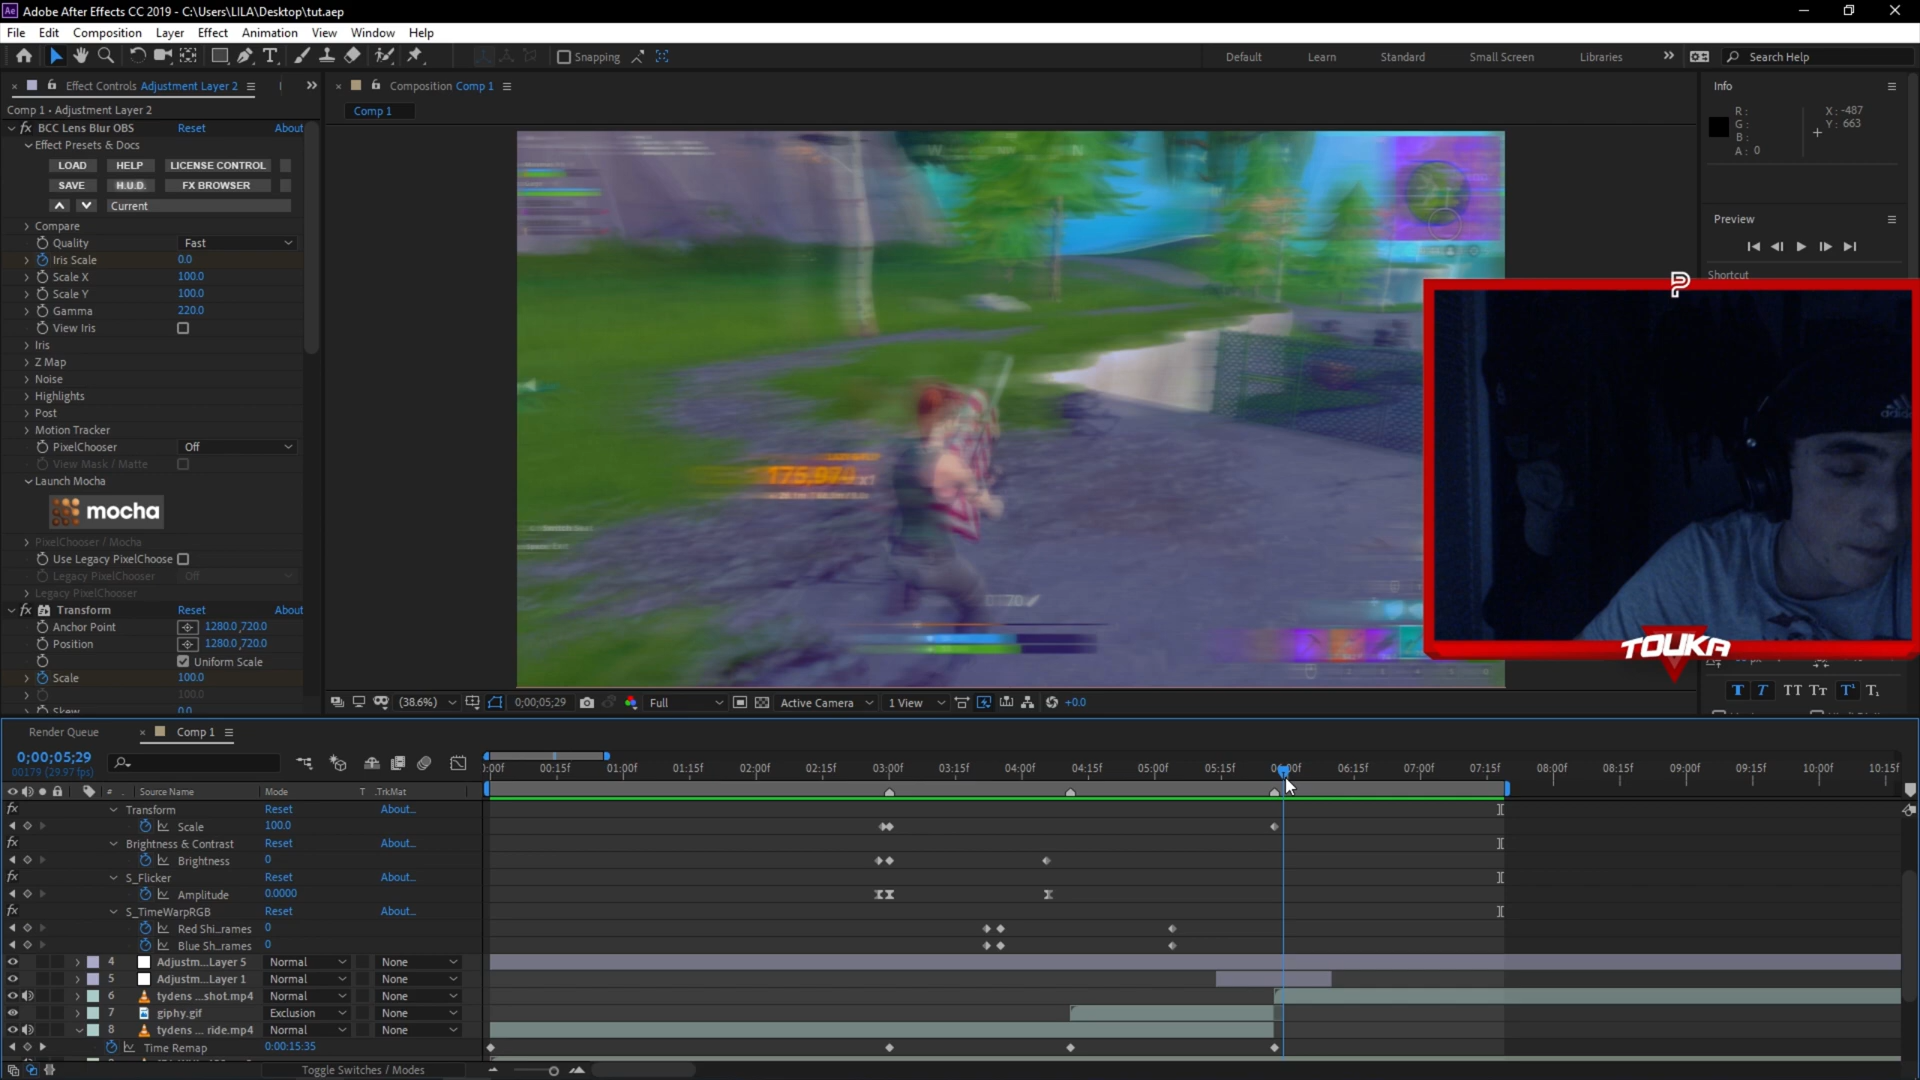 Adobe After Effects CC 2019 - C:\Users\LILA\Desktop\tut.aep
File Edit Composition Layer Effect Animation View Window Help
Snapping
Default Learn Standard Small Screen Libraries
Search Help
Effect Controls Adjustment Layer 2
Comp 1 • Adjustment Layer 2
fx BCC Lens Blur OBS Reset About
Effect Presets & Docs
LOAD HELP LICENSE CONTROL
SAVE H.U.D. FX BROWSER
Current
Compare
Quality Fast
Iris Scale 0.0
Scale X 100.0
Scale Y 100.0
Gamma 220.0
View Iris
Iris
Z Map
Noise
Highlights
Post
Motion Tracker
PixelChooser Off
View Mask / Matte
Launch Mocha
mocha
PixelChooser / Mocha
Use Legacy PixelChoose
Legacy PixelChooser Off
Legacy PixelChooser
fx Transform Reset About
Anchor Point 1280.0,720.0
Position 1280.0,720.0
Uniform Scale
Scale 100.0
100.0
Skew 0.0
Composition Comp 1
Comp 1
W N
175,974 x1
(38.6%) 0;00;05;29 Full Active Camera 1 View +0.0
Info
R :
G :
B :
A : 0
X : -487
Y : 663
Preview
Shortcut
adidas
TOUKA
T T TT Tt T¹ T₁
Render Queue Comp 1
0;00;05;29
00179 (29.97 fps)
:00f 00:15f 01:00f 01:15f 02:00f 02:15f 03:00f 03:15f 04:00f 04:15f 05:00f 05:15f 06:00f 06:15f 07:00f 07:15f 08:00f 08:15f 09:00f 09:15f 10:00f 10:15f
# Source Name Mode T .TrkMat
fx Transform Reset About...
Scale 100.0
fx Brightness & Contrast Reset About...
Brightness 0
fx S_Flicker Reset About...
Amplitude 0.0000
fx S_TimeWarpRGB Reset About...
Red Shi...rames 0
Blue Sh...rames 0
4 Adjustm...Layer 5 Normal None
5 Adjustm...Layer 1 Normal None
6 tydens ...shot.mp4 Normal None
7 giphy.gif Exclusion None
8 tydens ... ride.mp4 Normal None
Time Remap 0:00:15:35
Toggle Switches / Modes